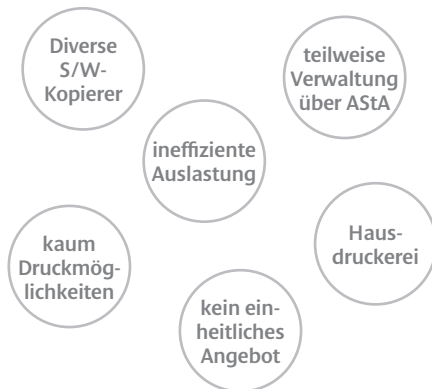 Diverse
S/W-
Kopierer
teilweise
Verwaltung
über AStA
ineffiziente
Auslastung
Haus-
druckerei
kaum
Druckmög-
lichkeiten
kein ein-
heitliches
Angebot